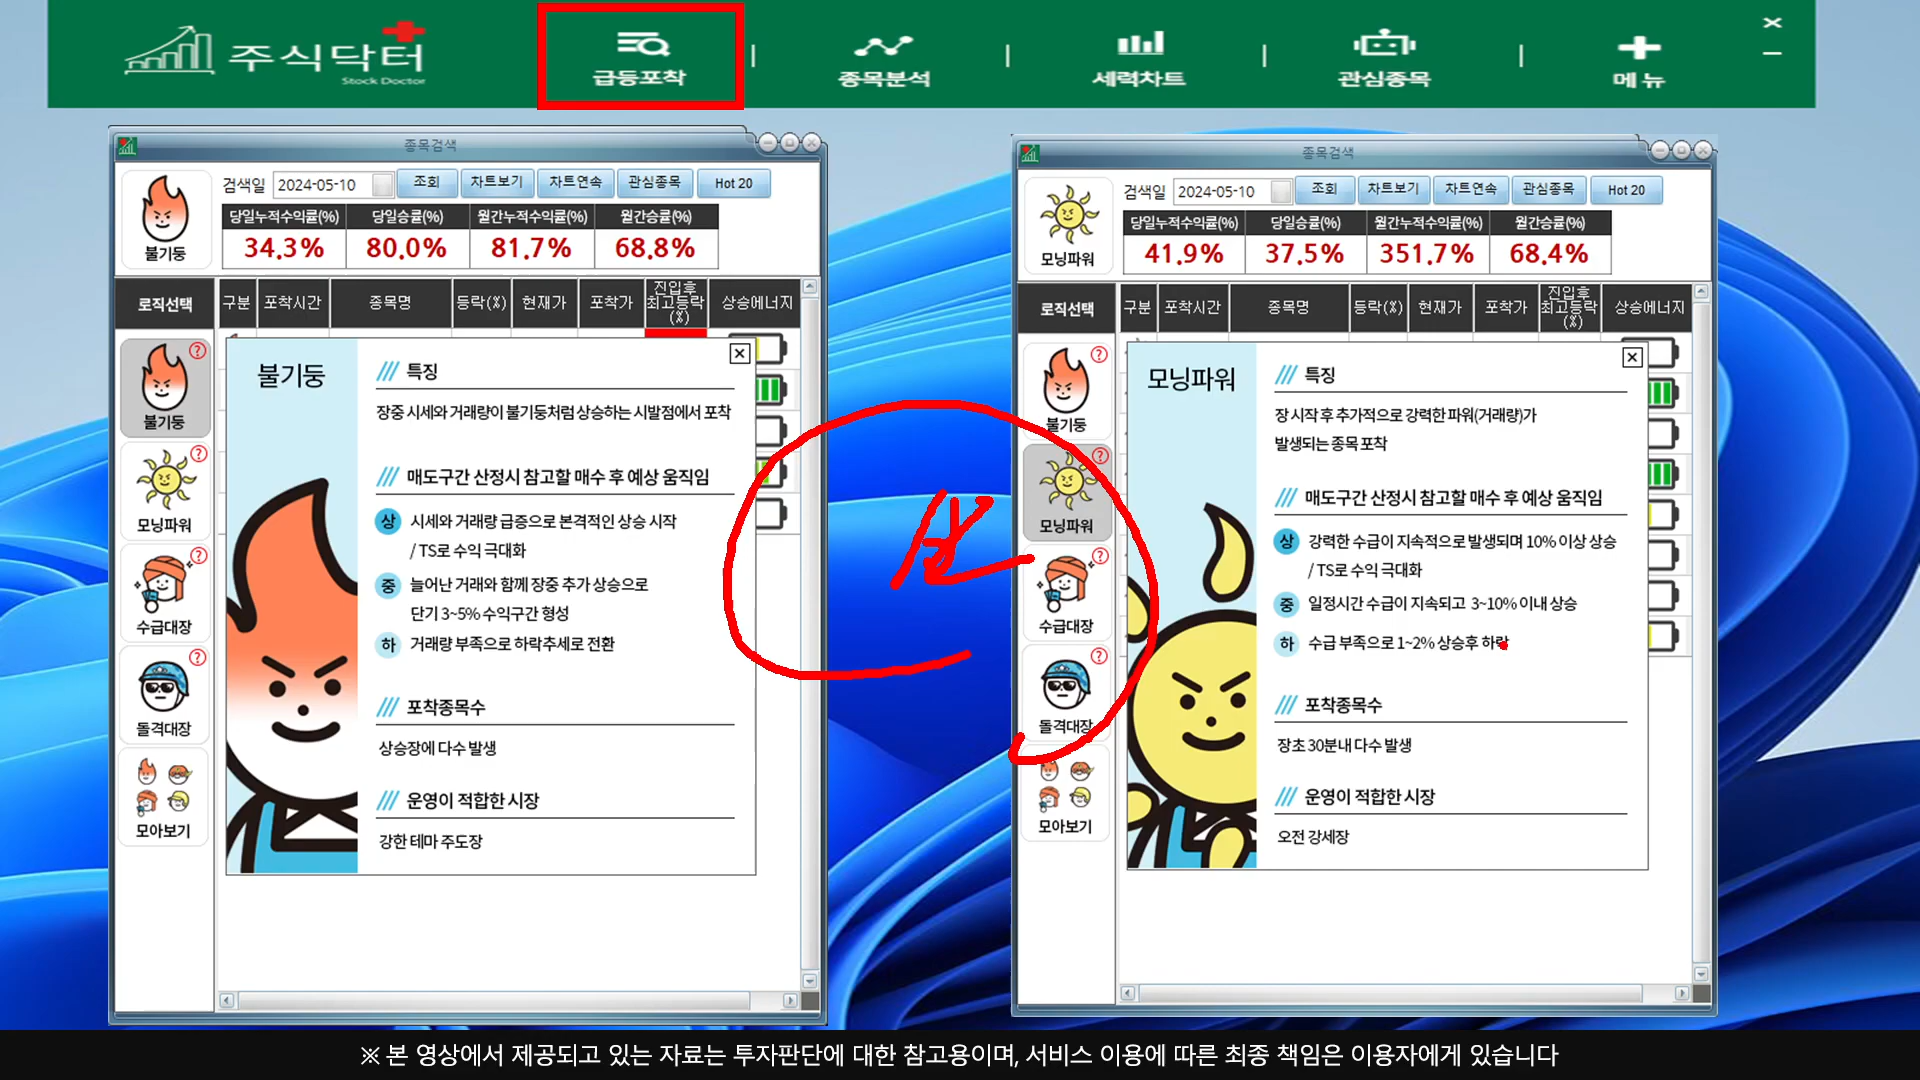 주식닥터
Stock Doctor
급등포착
종목분석
세력차트
관심종목
메뉴
종목검색
불기둥
검색일
2024-05-10
조회
차트보기
차트연속
관심종목
Hot 20
당일누적수익률(%)
당일승률(%)
월간누적수익률(%)
월간승률(%)
34.3%
80.0%
81.7%
68.8%
로직선택
구분
포착시간
종목명
등락(%)
현재가
포착가
진입후
최고등락
(%)
상승에너지
불기둥
모닝파워
수급대장
돌격대장
모아보기
불기둥
/// 특징
장중 시세와 거래량이 불기둥처럼 상승하는 시발점에서 포착
/// 매도구간 산정시 참고할 매수 후 예상 움직임
상 시세와 거래량 급증으로 본격적인 상승 시작
/ TS로 수익 극대화
중 늘어난 거래와 함께 장중 추가 상승으로
단기 3~5% 수익구간 형성
하 거래량 부족으로 하락추세로 전환
/// 포착종목수
상승장에 다수 발생
/// 운영이 적합한 시장
강한 테마 주도장
종목검색
모닝파워
검색일
2024-05-10
조회
차트보기
차트연속
관심종목
Hot 20
당일누적수익률(%)
당일승률(%)
월간누적수익률(%)
월간승률(%)
41.9%
37.5%
351.7%
68.4%
로직선택
구분
포착시간
종목명
등락(%)
현재가
포착가
진입후
최고등락
(%)
상승에너지
불기둥
모닝파워
수급대장
돌격대장
모아보기
모닝파워
/// 특징
장 시작 후 추가적으로 강력한 파워(거래량)가
발생되는 종목 포착
/// 매도구간 산정시 참고할 매수 후 예상 움직임
상 강력한 수급이 지속적으로 발생되며 10% 이상 상승
/ TS로 수익 극대화
중 일정시간 수급이 지속되고 3~10% 이내 상승
하 수급 부족으로 1~2% 상승후 하락
/// 포착종목수
장초 30분내 다수 발생
/// 운영이 적합한 시장
오전 강세장
※ 본 영상에서 제공되고 있는 자료는 투자판단에 대한 참고용이며, 서비스 이용에 따른 최종 책임은 이용자에게 있습니다